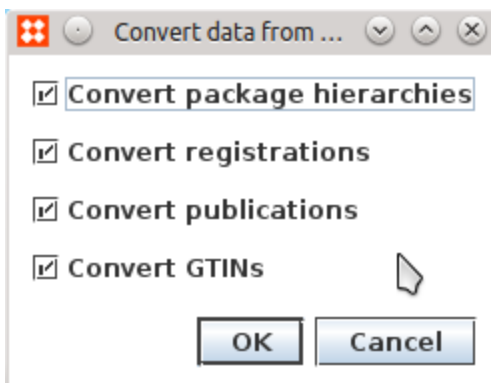 Convert data from ...
Convert package hierarchies
Convert registrations
Convert publications
Convert GTINs
OK Cancel